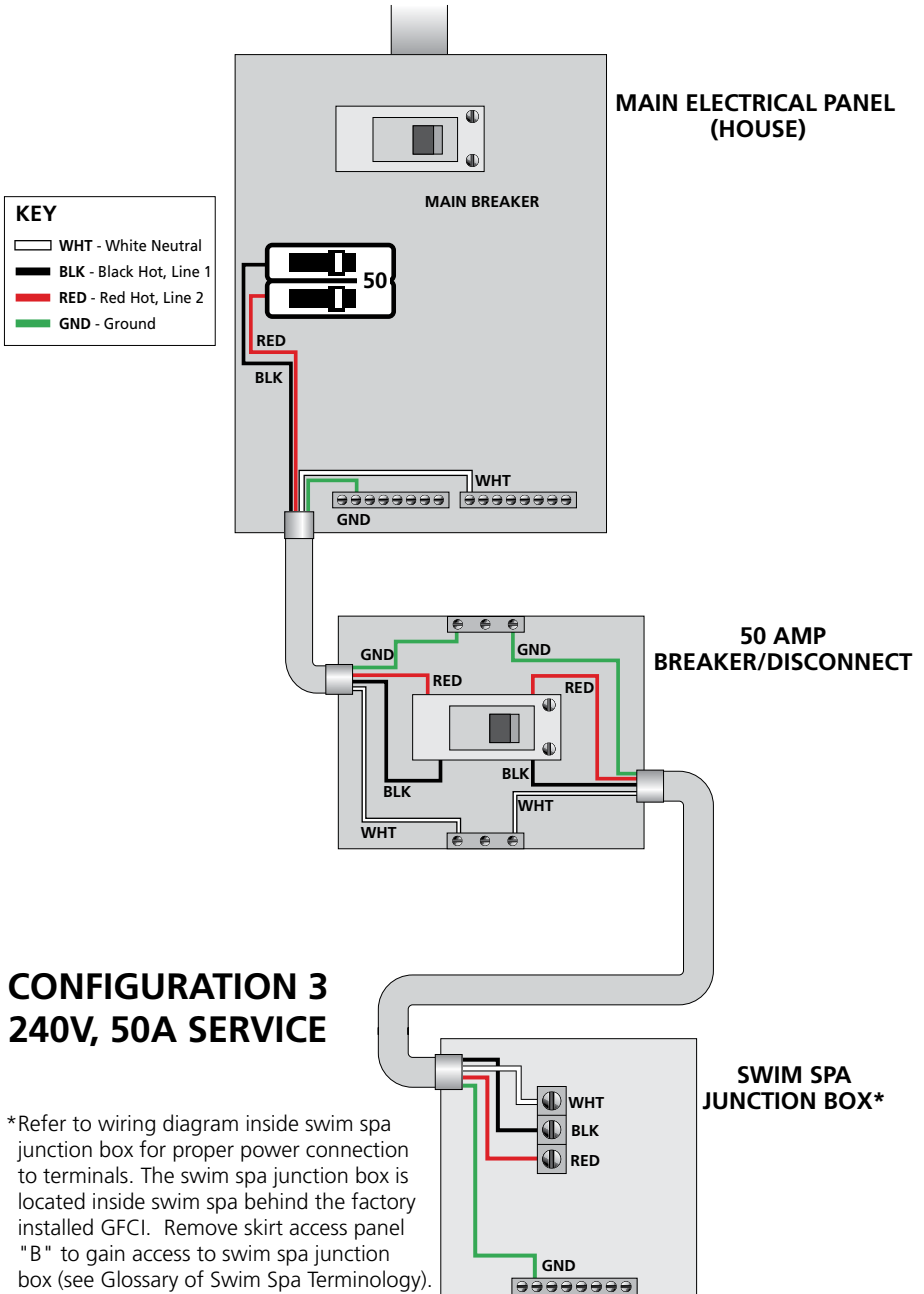 MAIN ELECTRICAL PANEL
(HOUSE)
MAIN BREAKER
KEY
WHT - White Neutral
BLK - Black Hot, Line 1
RED - Red Hot, Line 2
GND - Ground
50
RED
BLK
WHT
GND
50 AMP
BREAKER/DISCONNECT
GND
GND
RED
RED
BLK
BLK
WHT
WHT
CONFIGURATION 3
240V, 50A SERVICE
SWIM SPA
JUNCTION BOX*
WHT
BLK
RED
GND
*Refer to wiring diagram inside swim spa
junction box for proper power connection
to terminals. The swim spa junction box is
located inside swim spa behind the factory
installed GFCI. Remove skirt access panel
"B" to gain access to swim spa junction
box (see Glossary of Swim Spa Terminology).